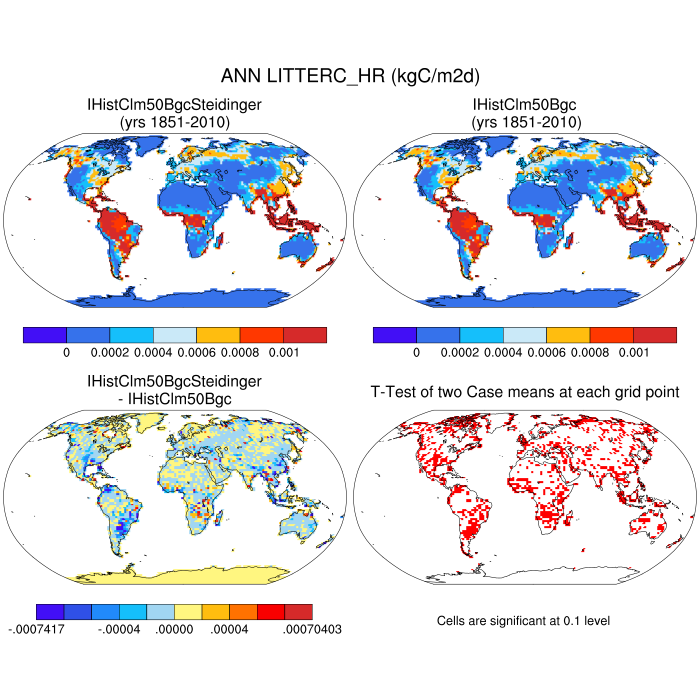 ANN LITTERC_HR (kgC/m2d)
IHistClm50BgcSteidinger
(yrs 1851-2010)
IHistClm50Bgc
(yrs 1851-2010)
0 0.0002 0.0004 0.0006 0.0008 0.001
0 0.0002 0.0004 0.0006 0.0008 0.001
IHistClm50BgcSteidinger
- IHistClm50Bgc
T-Test of two Case means at each grid point
-.0007417 -.00004 .00000 .00004 .00070403
Cells are significant at 0.1 level